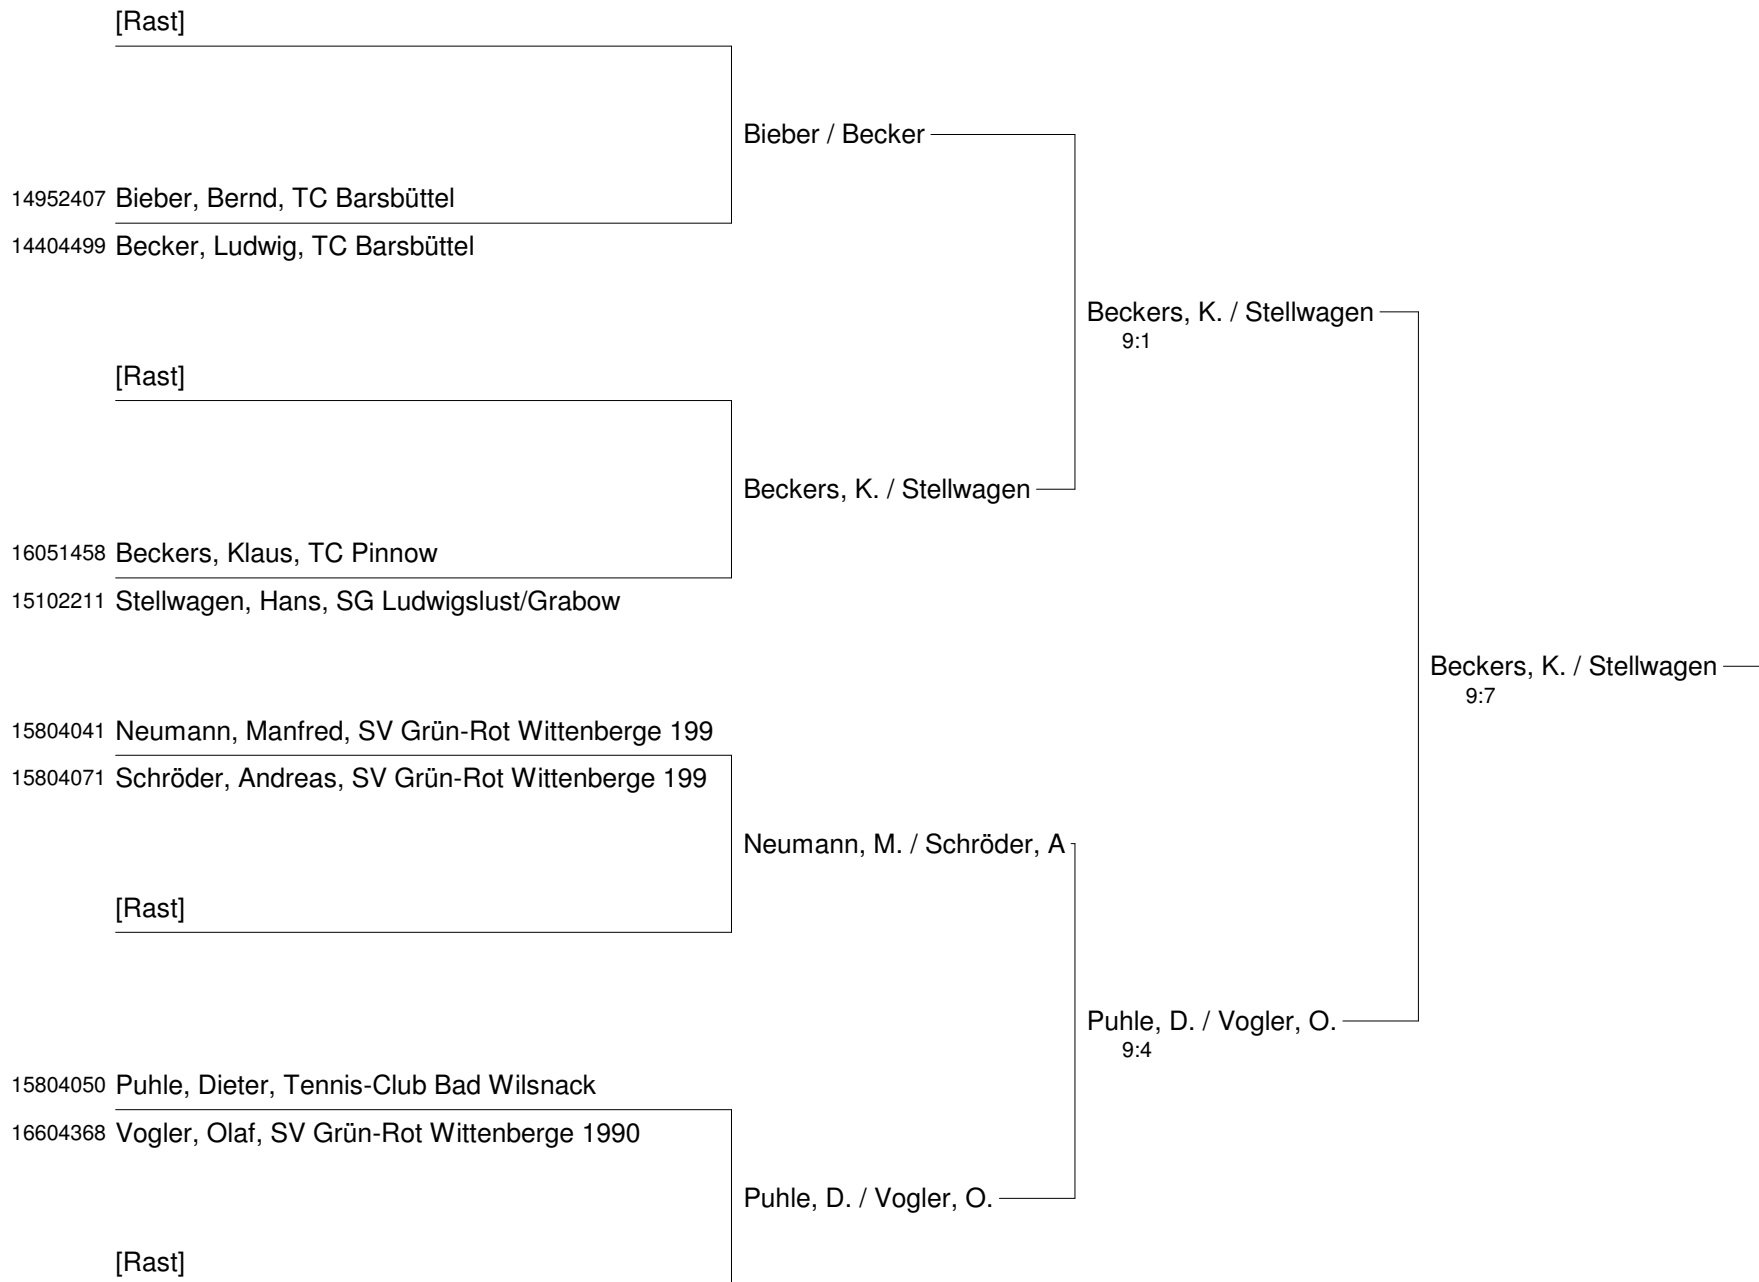 [Rast]
Bieber / Becker
14952407 Bieber, Bernd, TC Barsbüttel
14404499 Becker, Ludwig, TC Barsbüttel
Beckers, K. / Stellwagen
9:1
[Rast]
Beckers, K. / Stellwagen
16051458 Beckers, Klaus, TC Pinnow
15102211 Stellwagen, Hans, SG Ludwigslust/Grabow
Beckers, K. / Stellwagen
9:7
15804041 Neumann, Manfred, SV Grün-Rot Wittenberge 199
15804071 Schröder, Andreas, SV Grün-Rot Wittenberge 199
Neumann, M. / Schröder, A
[Rast]
Puhle, D. / Vogler, O.
9:4
15804050 Puhle, Dieter, Tennis-Club Bad Wilsnack
16604368 Vogler, Olaf, SV Grün-Rot Wittenberge 1990
Puhle, D. / Vogler, O.
[Rast]